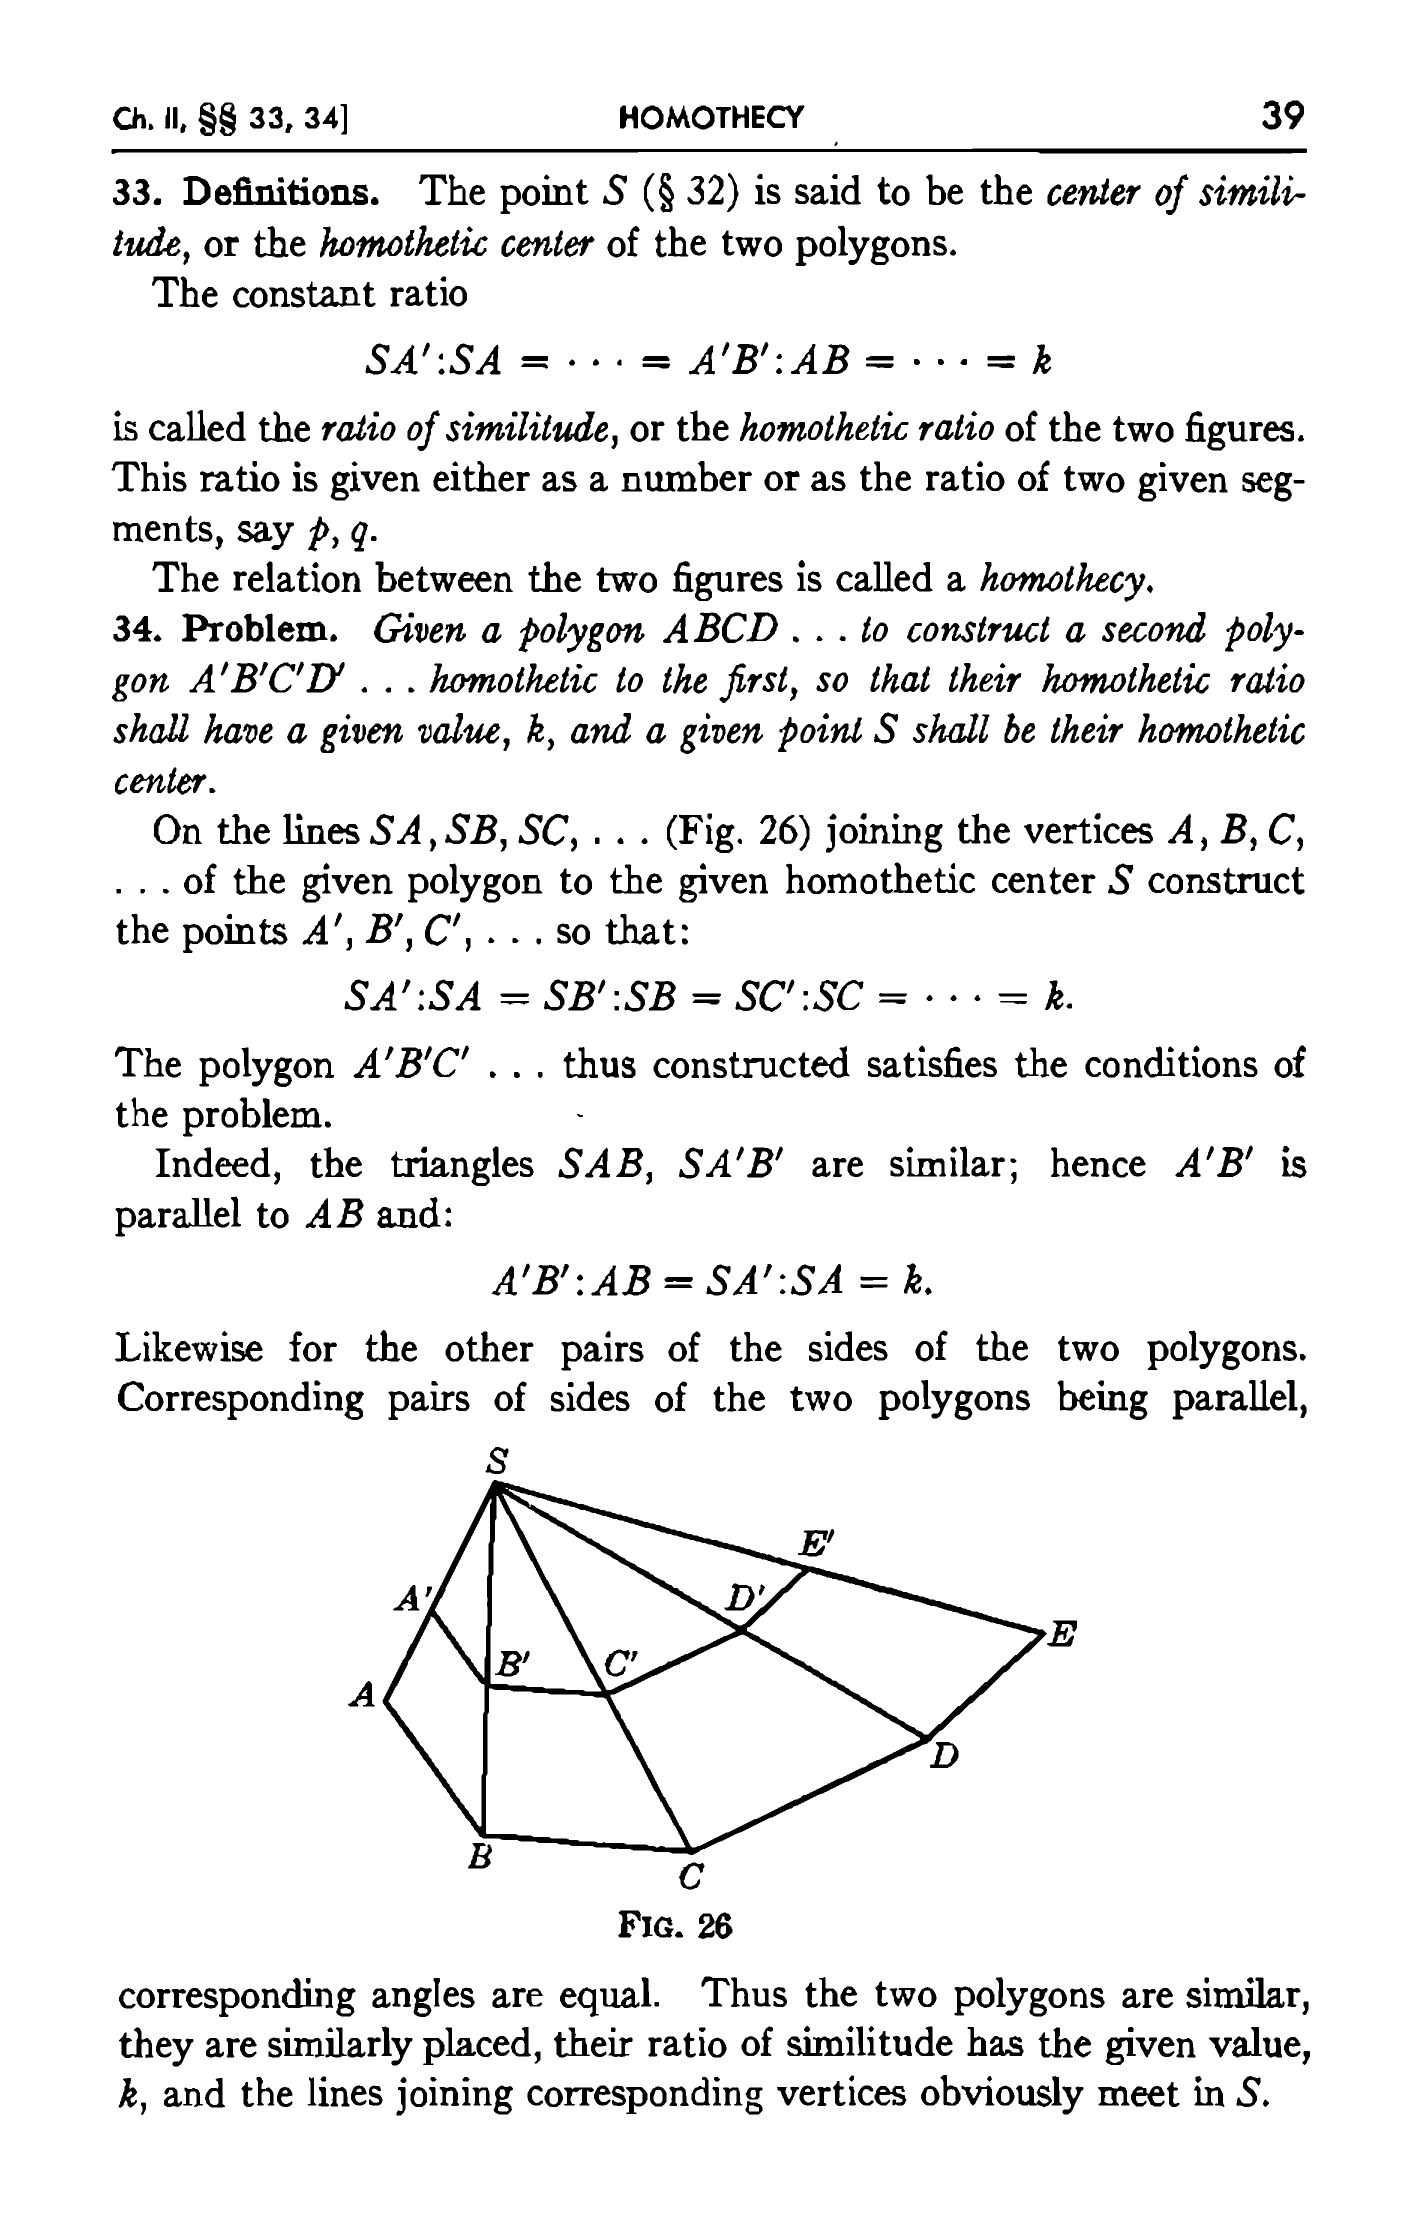 Ch. II, §§ 33, 34] HOMOTHECY 39
33. Definitions. The point S (§ 32) is said to be the center of simili-
tude, or the homothetic center of the two polygons.
The constant ratio
SA':SA = · · · = A'B':AB = · · · = k
is called the ratio of similitude, or the homothetic ratio of the two figures.
This ratio is given either as a number or as the ratio of two given seg-
ments, say p, q.
The relation between the two figures is called a homothecy.
34. Problem. Given a polygon ABCD . . . to construct a second poly-
gon A'B'C'D' . . . homothetic to the first, so that their homothetic ratio
shall have a given value, k, and a given point S shall be their homothetic
center.
On the lines SA, SB, SC, . . . (Fig. 26) joining the vertices A, B, C,
. . . of the given polygon to the given homothetic center S construct
the points A', B', C', . . . so that:
SA':SA = SB':SB = SC':SC = · · · = k.
The polygon A'B'C' . . . thus constructed satisfies the conditions of
the problem.
Indeed, the triangles SAB, SA'B' are similar; hence A'B' is
parallel to AB and:
A'B':AB = SA':SA = k.
Likewise for the other pairs of the sides of the two polygons.
Corresponding pairs of sides of the two polygons being parallel,
S
E'
A' D'
E
B' C'
A
D
B
C
FIG. 26
corresponding angles are equal. Thus the two polygons are similar,
they are similarly placed, their ratio of similitude has the given value,
k, and the lines joining corresponding vertices obviously meet in S.